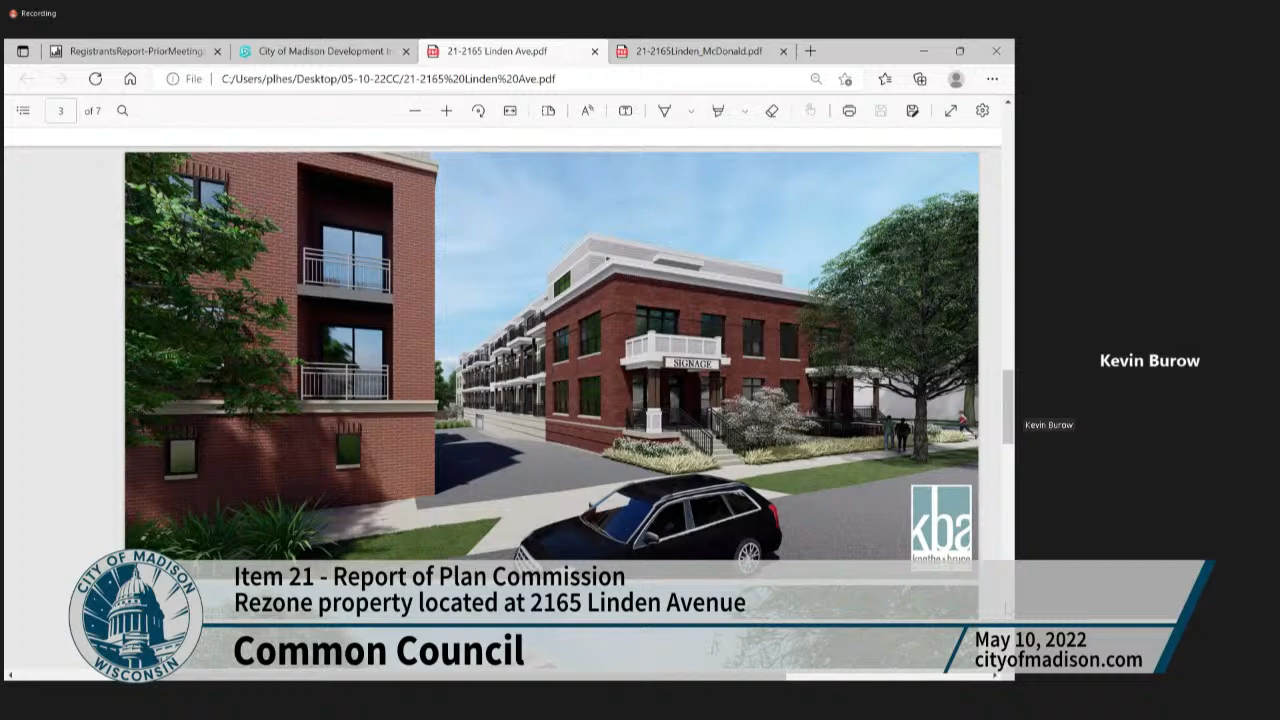 Recording
RegistrantsReport-PriorMeeting
City of Madison Development In
21-2165 Linden Ave.pdf
21-2165Linden_McDonald.pdf
File
C:/Users/plhes/Desktop/05-10-22CC/21-2165%20Linden%20Ave.pdf
3 of 7
SIGNAGE
kba
knothe • bruce
Kevin Burow
Kevin Burow
CITY OF MADISON
WISCONSIN
Item 21 - Report of Plan Commission
Rezone property located at 2165 Linden Avenue
Common Council
May 10, 2022
cityofmadison.com